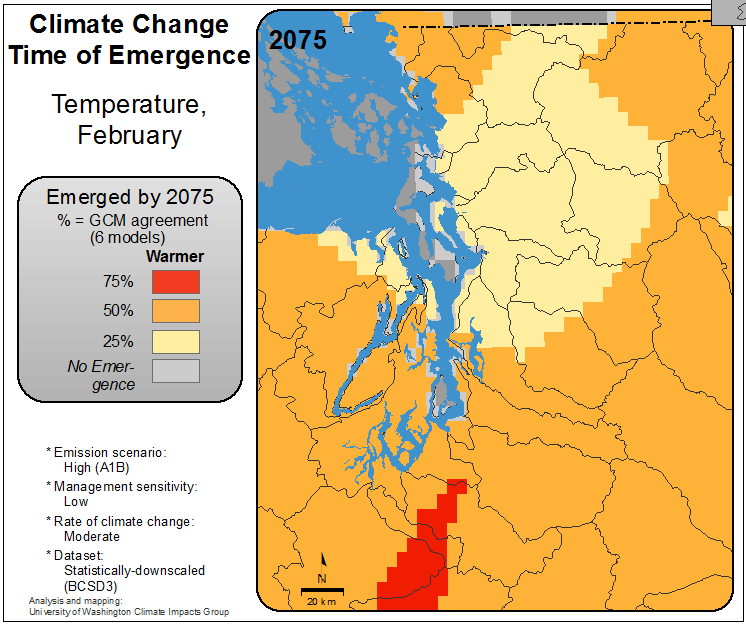 Climate Change
Time of Emergence
Temperature,
February
Emerged by 2075
% = GCM agreement
(6 models)
Warmer
75%
50%
25%
No Emer-
gence
* Emission scenario:
High (A1B)
* Management sensitivity:
Low
* Rate of climate change:
Moderate
* Dataset:
Statistically-downscaled
(BCSD3)
Analysis and mapping:
University of Washington Climate Impacts Group
2075
N
20 km